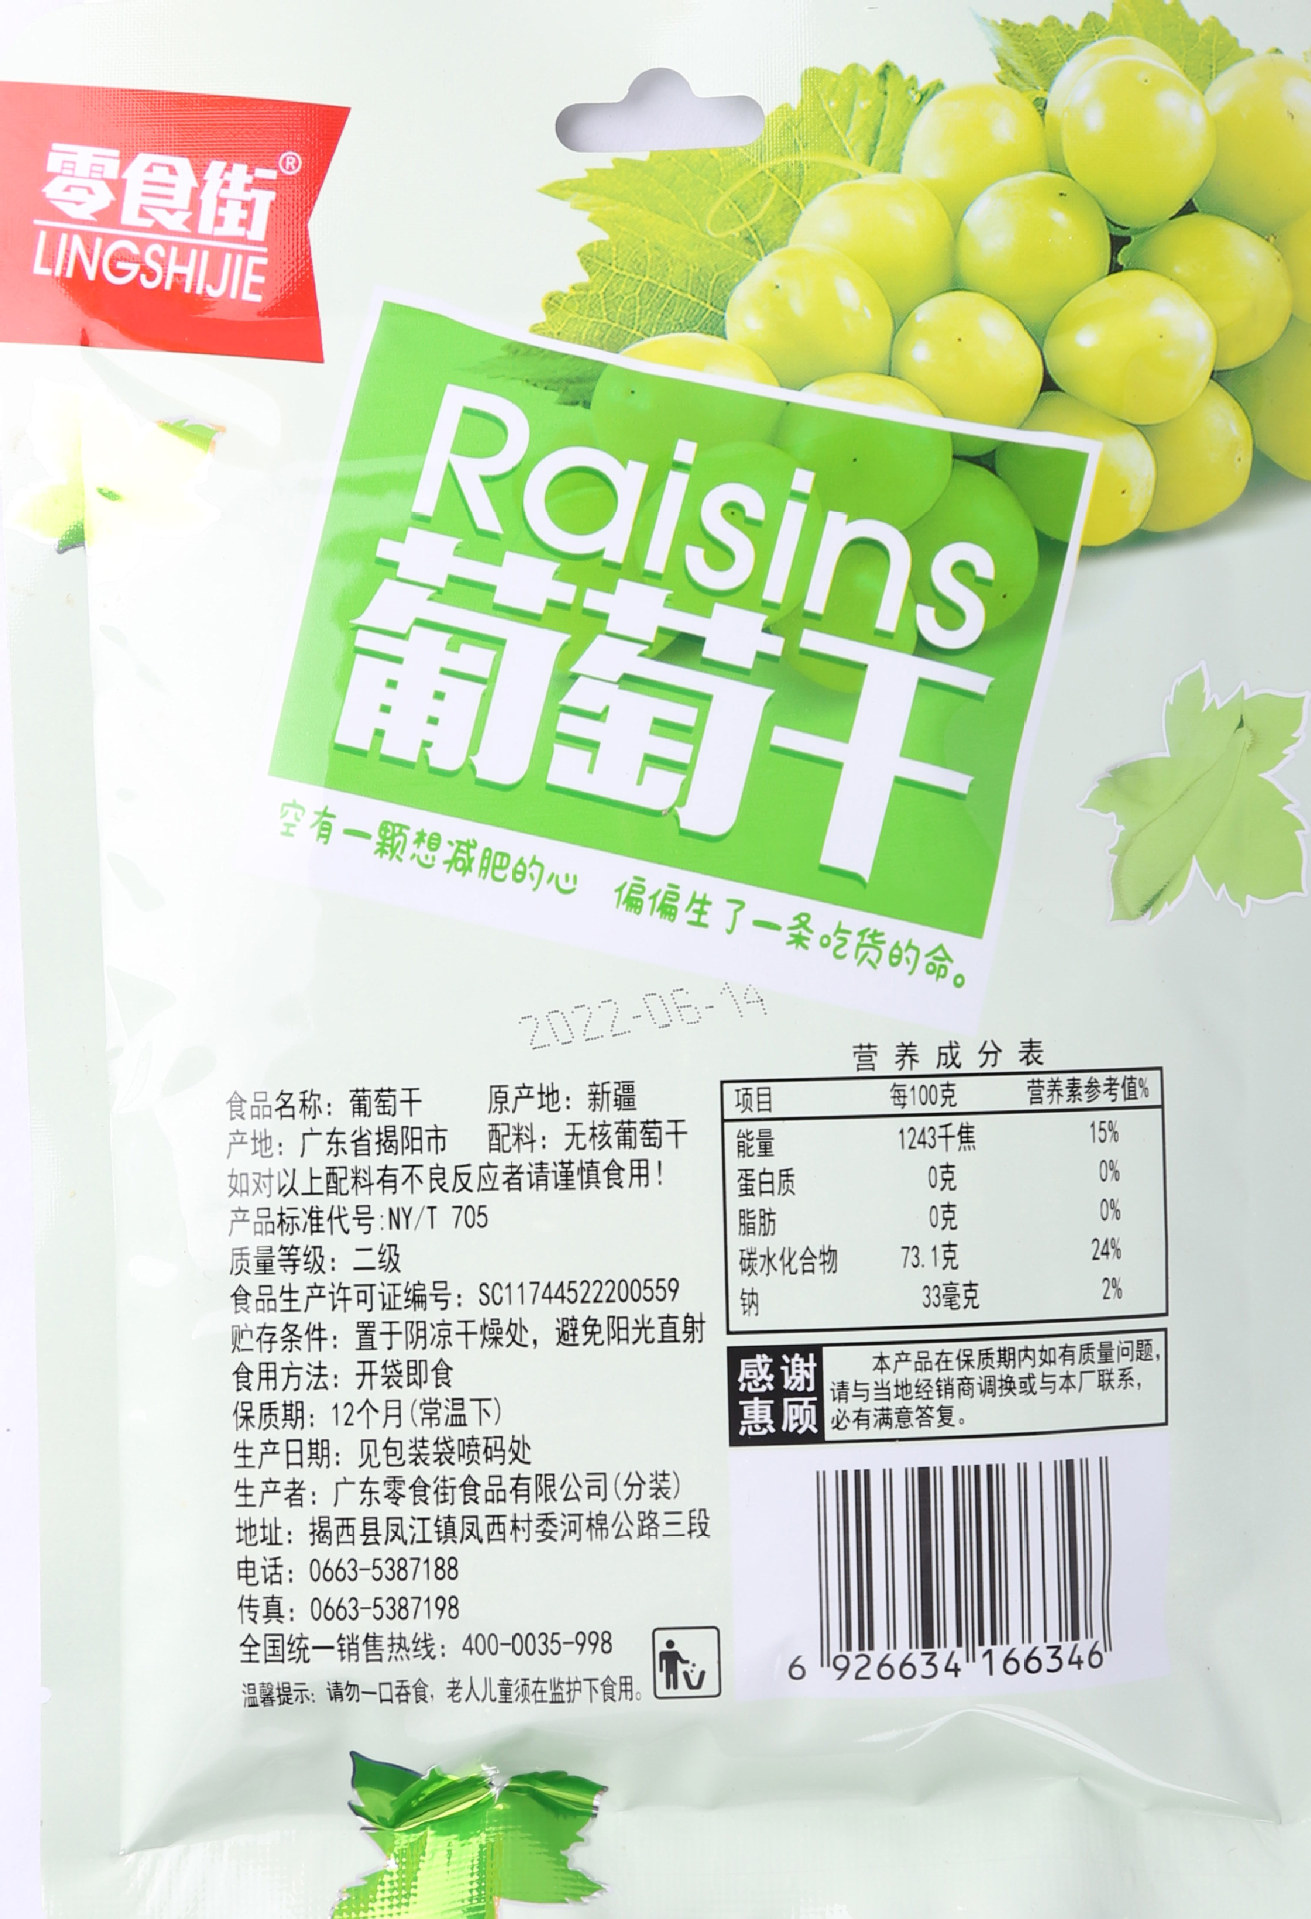 零食街®
LINGSHIJIE
Raisins
葡萄干
空有一颗想减肥的心 偏偏生了一条吃货的命。
2022-06-14
食品名称：葡萄干 原产地：新疆
产地：广东省揭阳市 配料：无核葡萄干
如对以上配料有不良反应者请谨慎食用！
产品标准代号:NY/T 705
质量等级：二级
食品生产许可证编号：SC11744522200559
贮存条件：置于阴凉干燥处，避免阳光直射
食用方法：开袋即食
保质期：12个月(常温下)
生产日期：见包装袋喷码处
生产者：广东零食街食品有限公司(分装)
地址：揭西县凤江镇凤西村委河棉公路三段
电话：0663-5387188
传真：0663-5387198
全国统一销售热线：400-0035-998
温馨提示：请勿一口吞食，老人儿童须在监护下食用。
营养成分表
项目 每100克 营养素参考值%
能量 1243千焦 15%
蛋白质 0克 0%
脂肪 0克 0%
碳水化合物 73.1克 24%
钠 33毫克 2%
感谢
惠顾
本产品在保质期内如有质量问题，
请与当地经销商调换或与本厂联系，
必有满意答复。
6 926634 166346